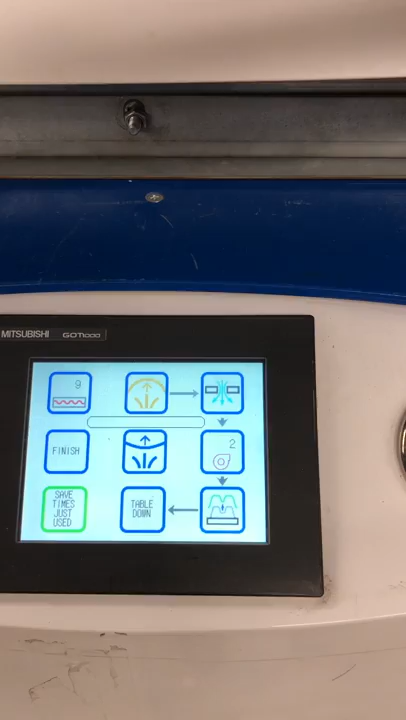 MITSUBISHI GOT1000
9
FINISH
2
SAVE
TIMES
JUST
USED
TABLE
DOWN